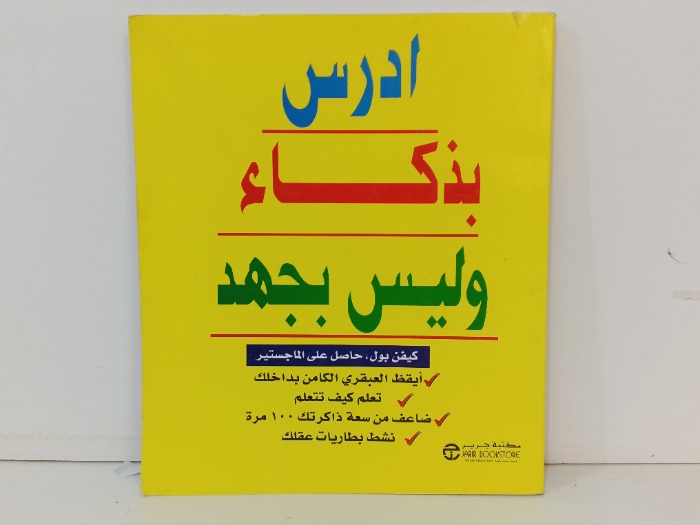 ادرس
بذكاء
وليس بجهد
كيفن بول، حاصل على الماجستير
أيقظ العبقري الكامن بداخلك
تعلم كيف تتعلم
ضاعف من سعة ذاكرتك ١٠٠ مرة
نشط بطاريات عقلك
مكتبة جرير
JARIR BOOKSTORE